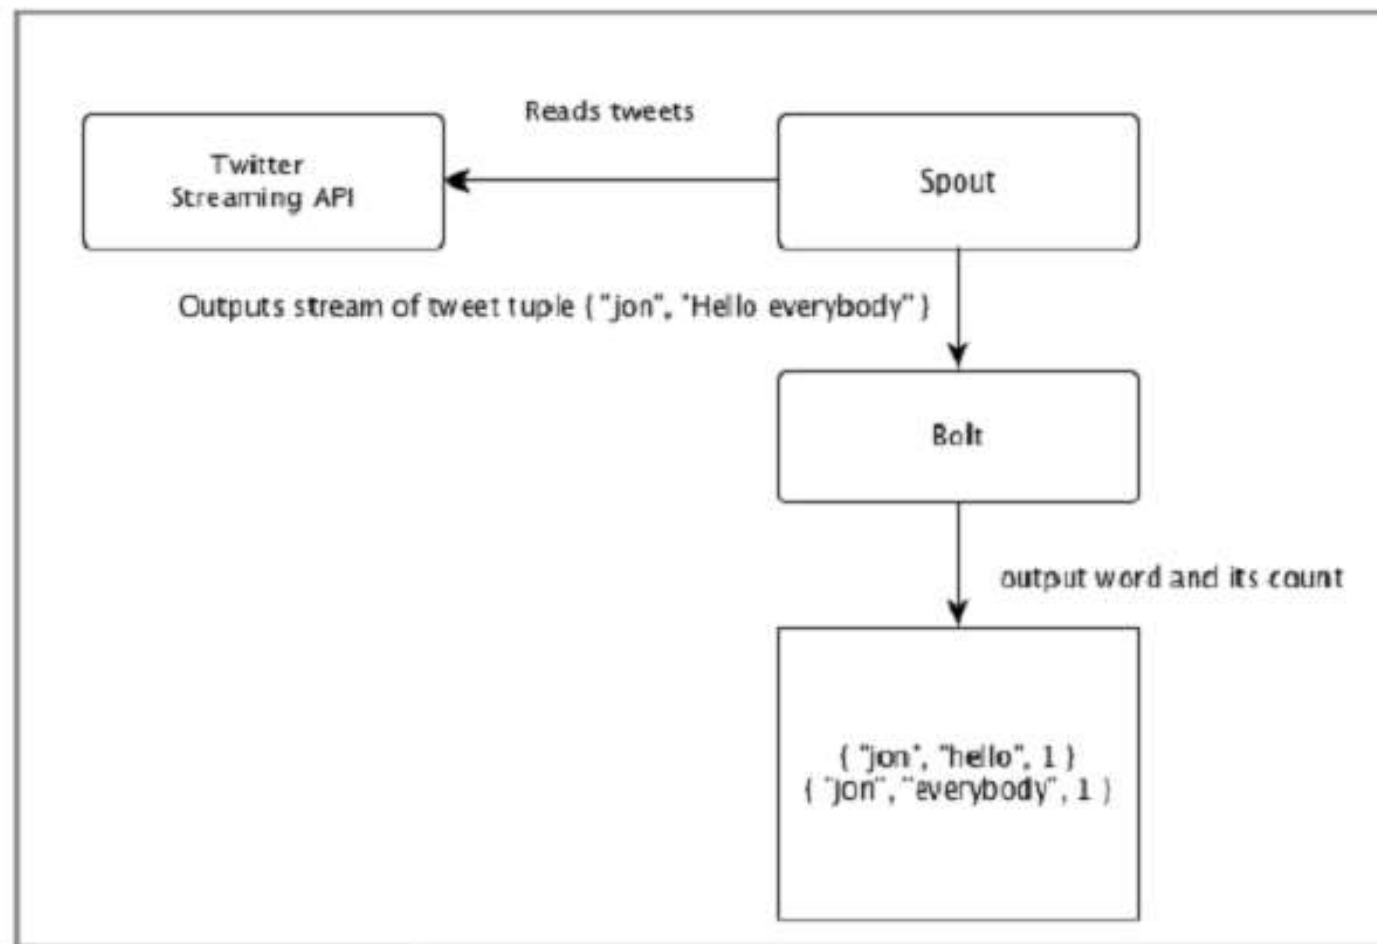 Reads tweets
Twitter
Streaming API
Spout
Outputs stream of tweet tuple { "jon", "Hello everybody" }
Bolt
output word and its count
{ "jon", "hello", 1 }
{ "jon", "everybody", 1 }